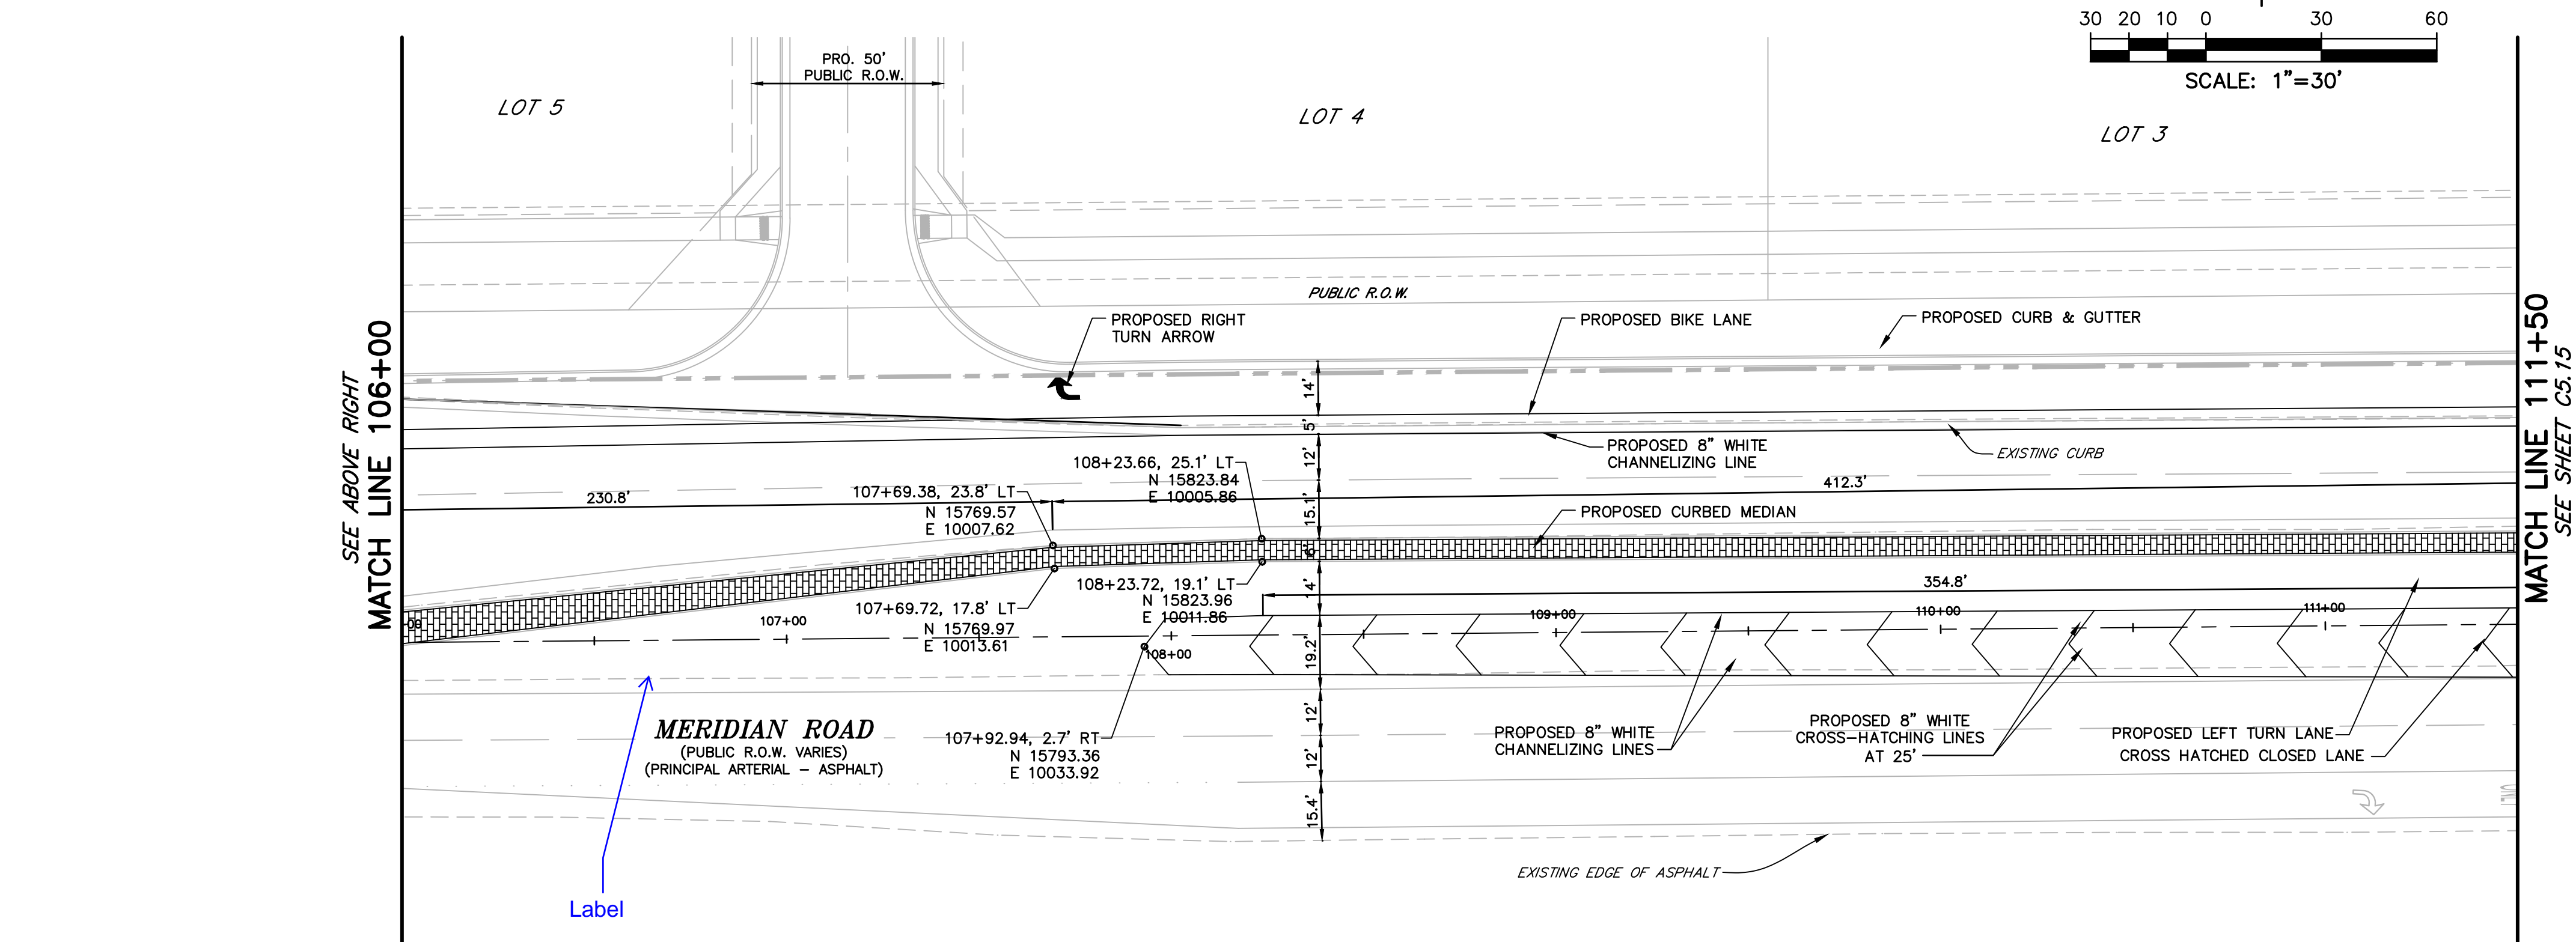 30 20 10 0 30 60
SCALE: 1"=30'
PRO. 50'
PUBLIC R.O.W.
LOT 5
LOT 4
LOT 3
PUBLIC R.O.W.
PROPOSED RIGHT
TURN ARROW
PROPOSED BIKE LANE
PROPOSED CURB & GUTTER
SEE ABOVE RIGHT
MATCH LINE 106+00
MATCH LINE 111+50
SEE SHEET C5.15
14'
5'
12'
15.1'
6'
19.2'
12'
12'
15.4'
PROPOSED 8" WHITE
CHANNELIZING LINE
EXISTING CURB
108+23.66, 25.1' LT
N 15823.84
E 10005.86
230.8'
412.3'
107+69.38, 23.8' LT
N 15769.57
E 10007.62
PROPOSED CURBED MEDIAN
108+23.72, 19.1' LT
N 15823.96
E 10011.86
354.8'
107+69.72, 17.8' LT
N 15769.97
E 10013.61
107+00
108+00
109+00
110+00
111+00
MERIDIAN ROAD
(PUBLIC R.O.W. VARIES)
(PRINCIPAL ARTERIAL - ASPHALT)
107+92.94, 2.7' RT
N 15793.36
E 10033.92
PROPOSED 8" WHITE
CHANNELIZING LINES
PROPOSED 8" WHITE
CROSS-HATCHING LINES
AT 25'
PROPOSED LEFT TURN LANE
CROSS HATCHED CLOSED LANE
EXISTING EDGE OF ASPHALT
Label